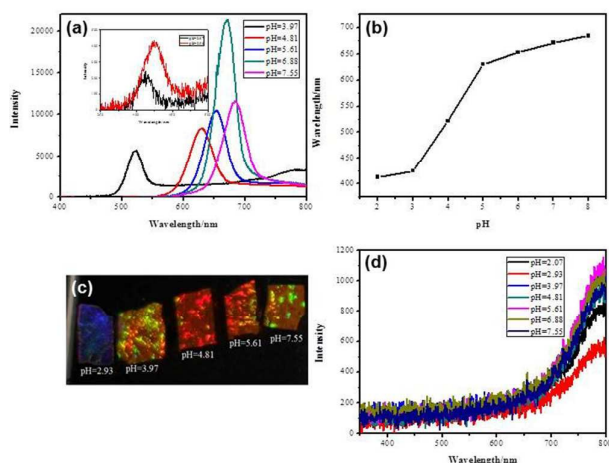 (a)
20000
15000
10000
5000
0
Intensity
400 500 600 700 800
Wavelength/nm
pH=3.97
pH=4.81
pH=5.61
pH=6.88
pH=7.55
(b)
700
650
600
550
500
450
400
Wavelength/nm
2 3 4 5 6 7 8
pH
(c)
pH=2.93
pH=3.97
pH=4.81
pH=5.61
pH=7.55
(d)
1200
1000
800
600
400
200
0
Intensity
400 500 600 700 800
Wavelength/nm
pH=2.07
pH=2.93
pH=3.97
pH=4.81
pH=5.61
pH=6.88
pH=7.55